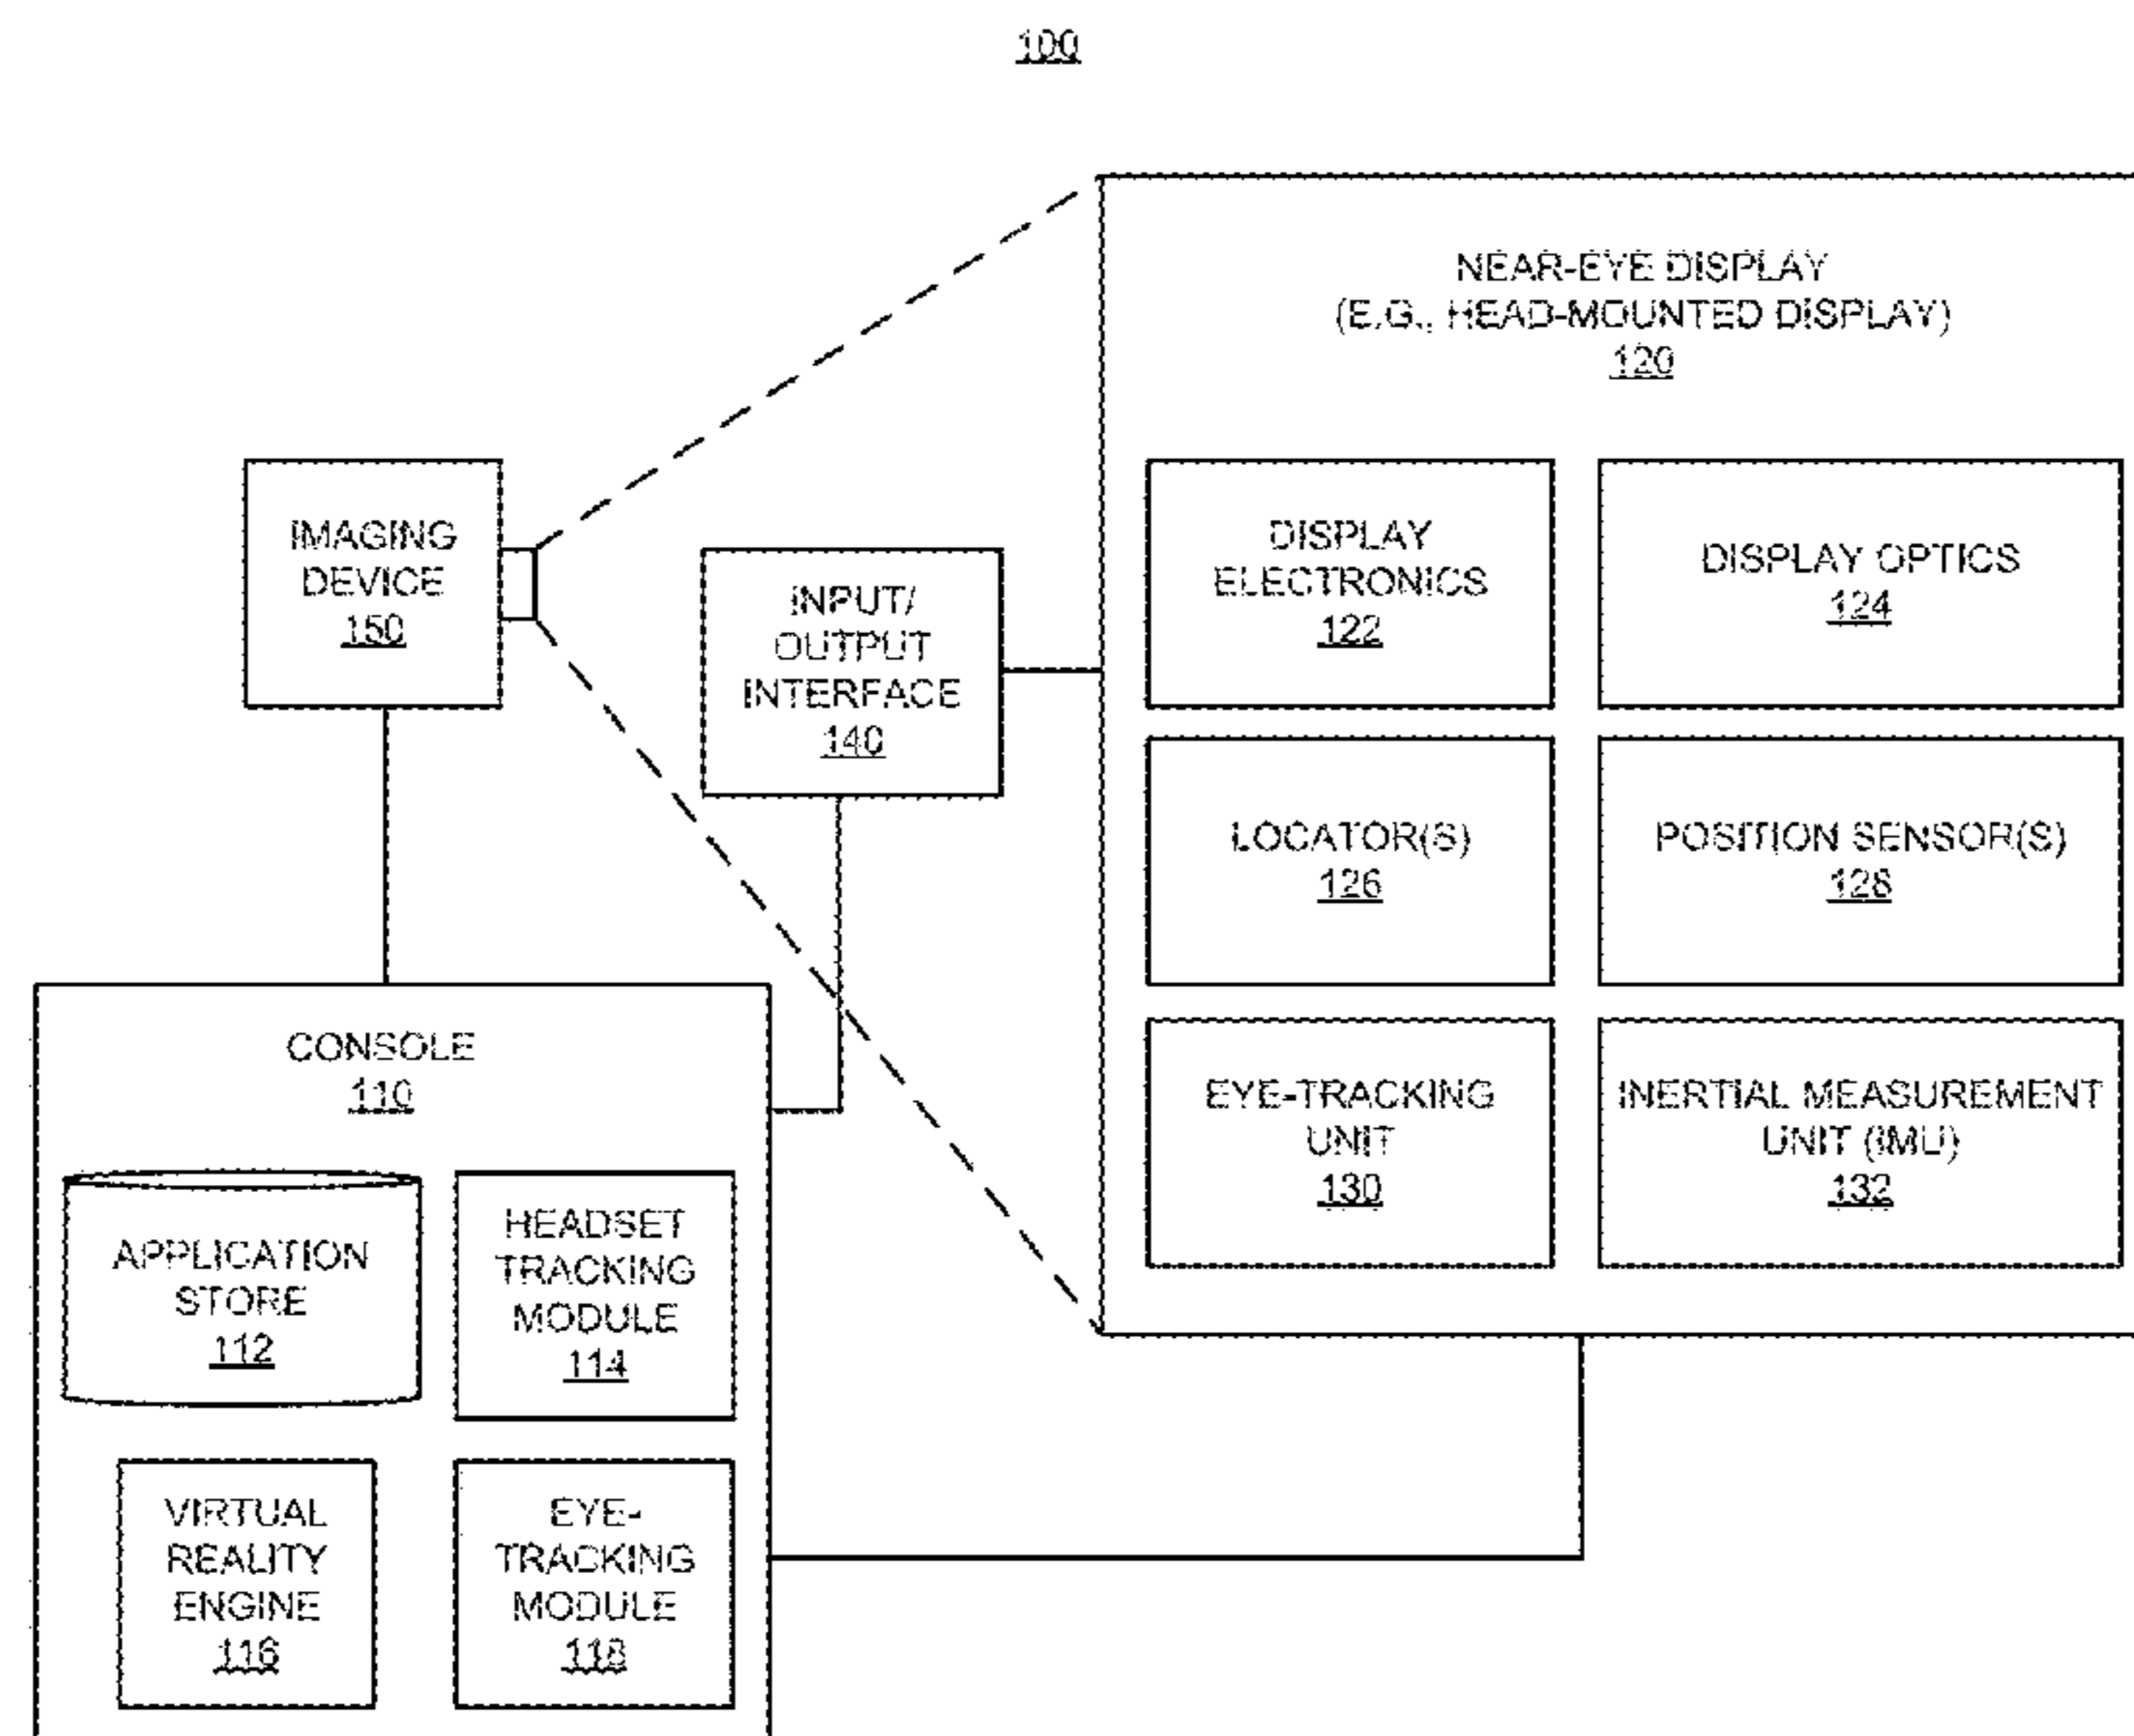 100
NEAR-EYE DISPLAY
(E.G., HEAD-MOUNTED DISPLAY)
120
IMAGING
DEVICE
150
INPUT/
OUTPUT
INTERFACE
140
DISPLAY
ELECTRONICS
122
DISPLAY OPTICS
124
LOCATOR(S)
126
POSITION SENSOR(S)
128
EYE-TRACKING
UNIT
130
INERTIAL MEASUREMENT
UNIT (IMU)
132
CONSOLE
110
APPLICATION
STORE
112
HEADSET
TRACKING
MODULE
114
VIRTUAL
REALITY
ENGINE
116
EYE-
TRACKING
MODULE
118